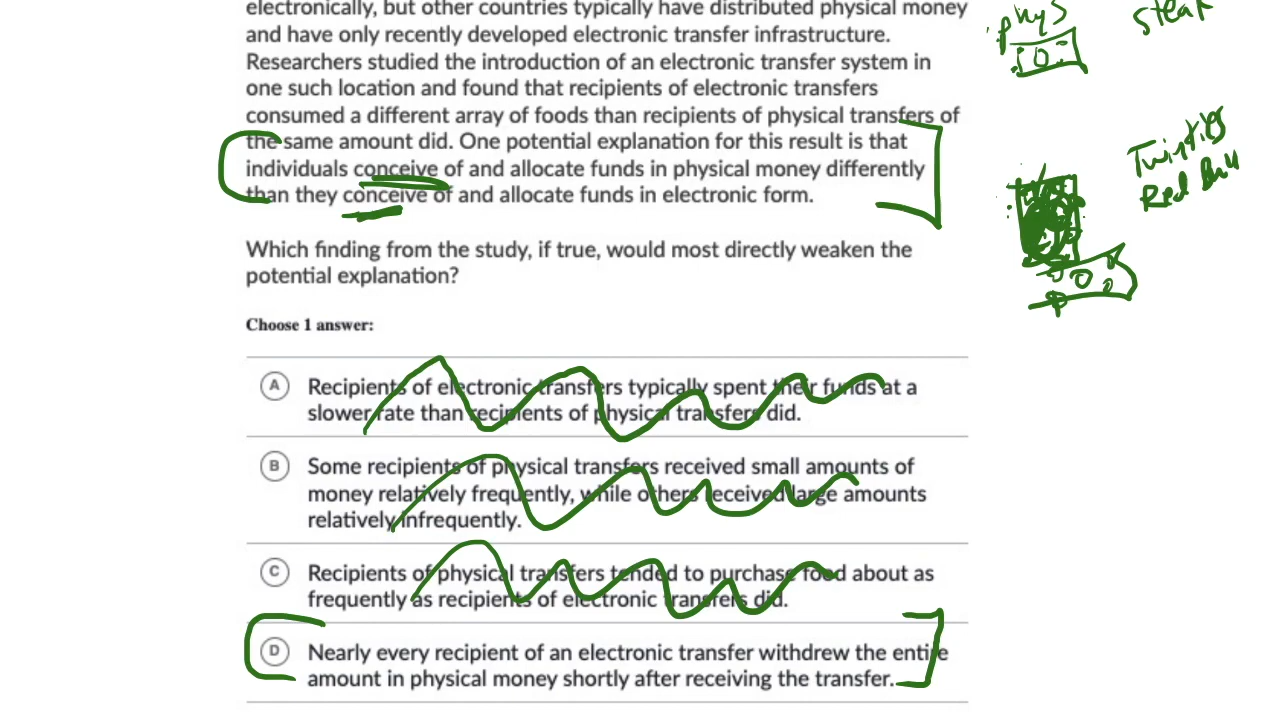 electronically, but other countries typically have distributed physical money
and have only recently developed electronic transfer infrastructure.
Researchers studied the introduction of an electronic transfer system in
one such location and found that recipients of electronic transfers
consumed a different array of foods than recipients of physical transfers of
the same amount did. One potential explanation for this result is that
individuals conceive of and allocate funds in physical money differently
than they conceive of and allocate funds in electronic form.
Which finding from the study, if true, would most directly weaken the
potential explanation?
Choose 1 answer:
A Recipients of electronic transfers typically spent their funds at a
slower rate than recipients of physical transfers did.
B Some recipients of physical transfers received small amounts of
money relatively frequently, while others received large amounts
relatively infrequently.
C Recipients of physical transfers tended to purchase food about as
frequently as recipients of electronic transfers did.
D Nearly every recipient of an electronic transfer withdrew the entire
amount in physical money shortly after receiving the transfer.
phys
steak
Twinkies
Red Bull